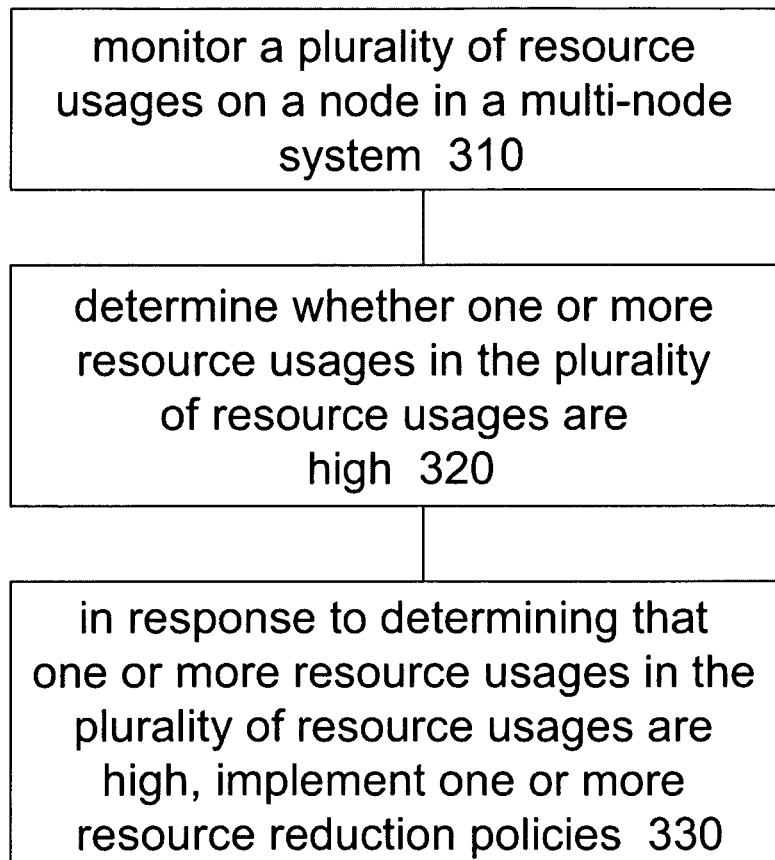 monitor a plurality of resource
usages on a node in a multi-node
system 310
determine whether one or more
resource usages in the plurality
of resource usages are
high 320
in response to determining that
one or more resource usages in the
plurality of resource usages are
high, implement one or more
resource reduction policies 330